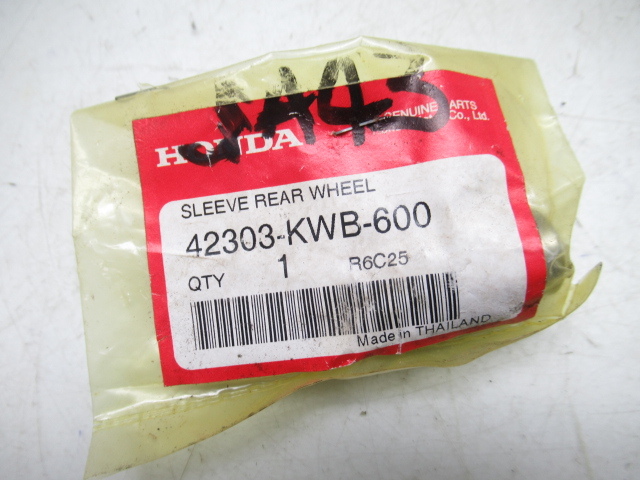 HONDA
GENUINE PARTS
Co., Ltd.
SLEEVE REAR WHEEL
42303-KWB-600
QTY 1 R6C25
Made in THAILAND